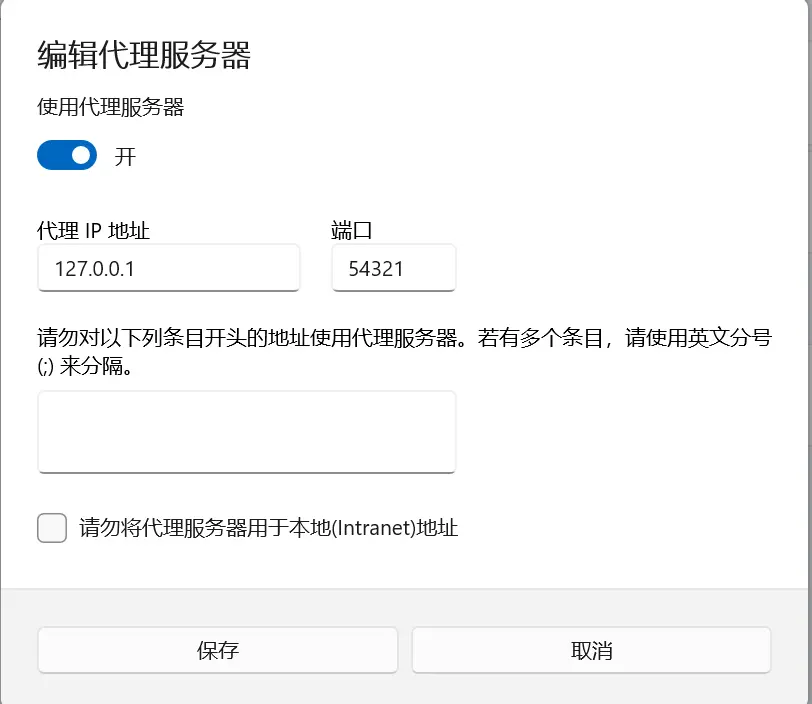 编辑代理服务器
使用代理服务器
开
代理 IP 地址
端口
127.0.0.1
54321
请勿对以下列条目开头的地址使用代理服务器。若有多个条目，请使用英文分号
(;) 来分隔。
请勿将代理服务器用于本地(Intranet)地址
保存
取消